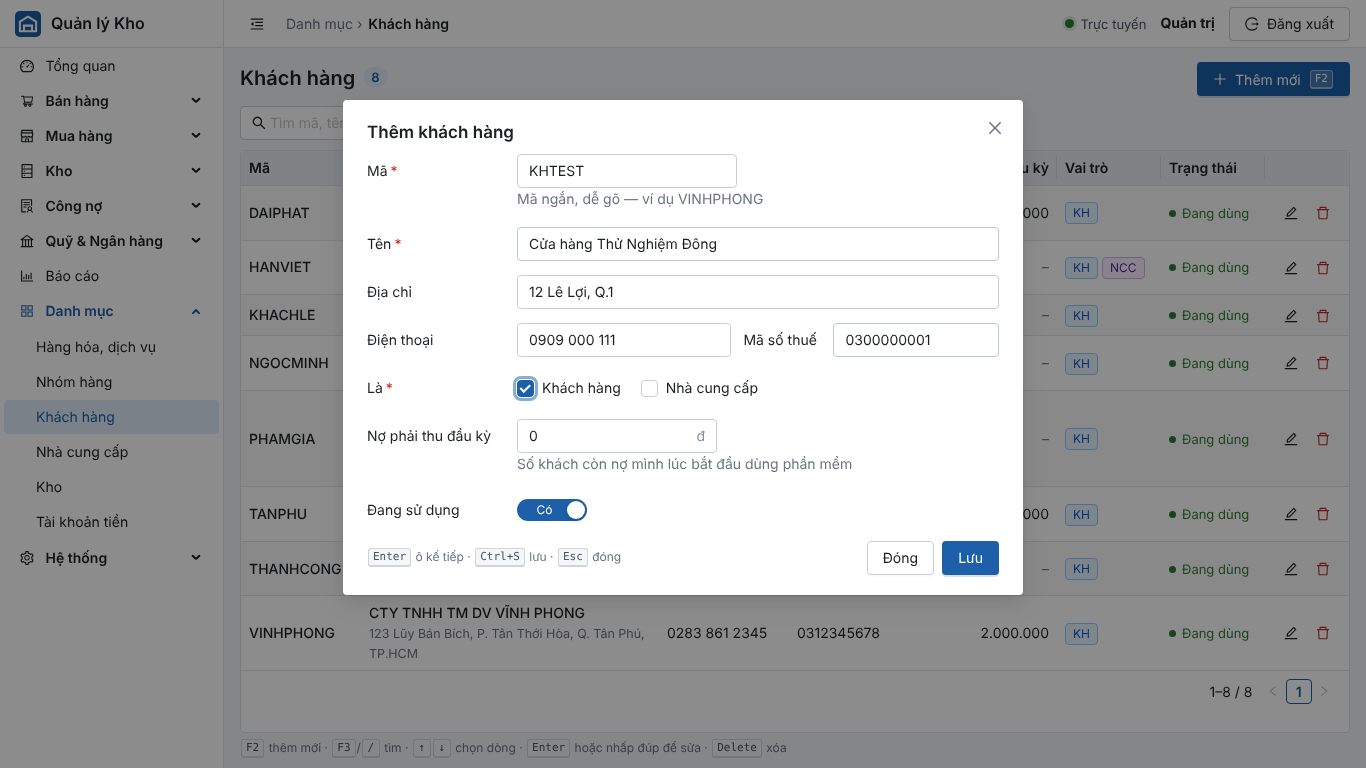 Quản lý Kho
Danh mục › Khách hàng
Trực tuyến Quản trị Đăng xuất
Tổng quan
Bán hàng
Mua hàng
Kho
Công nợ
Quỹ & Ngân hàng
Báo cáo
Danh mục
Hàng hóa, dịch vụ
Nhóm hàng
Khách hàng
Nhà cung cấp
Kho
Tài khoản tiền
Hệ thống
Khách hàng 8
Thêm mới F2
Tìm mã, tên
Mã Vai trò Trạng thái
DAIPHAT KH Đang dùng
HANVIET – KH NCC Đang dùng
KHACHLE KH Đang dùng
NGOCMINH KH Đang dùng
PHAMGIA – KH Đang dùng
TANPHU KH Đang dùng
THANHCONG – KH Đang dùng
VINHPHONG CTY TNHH TM DV VĨNH PHONG 0283 861 2345 0312345678 2.000.000 KH Đang dùng
123 Lũy Bán Bích, P. Tân Thới Hòa, Q. Tân Phú,
TP.HCM
1–8 / 8 1
F2 thêm mới · F3 / / tìm · ↑ ↓ chọn dòng · Enter hoặc nhấp đúp để sửa · Delete xóa
Thêm khách hàng
Mã * KHTEST
Mã ngắn, dễ gõ — ví dụ VINHPHONG
Tên * Cửa hàng Thử Nghiệm Đông
Địa chỉ 12 Lê Lợi, Q.1
Điện thoại 0909 000 111 Mã số thuế 0300000001
Là * Khách hàng Nhà cung cấp
Nợ phải thu đầu kỳ 0 đ
Số khách còn nợ mình lúc bắt đầu dùng phần mềm
Đang sử dụng Có
Enter ô kế tiếp · Ctrl+S lưu · Esc đóng
Đóng Lưu